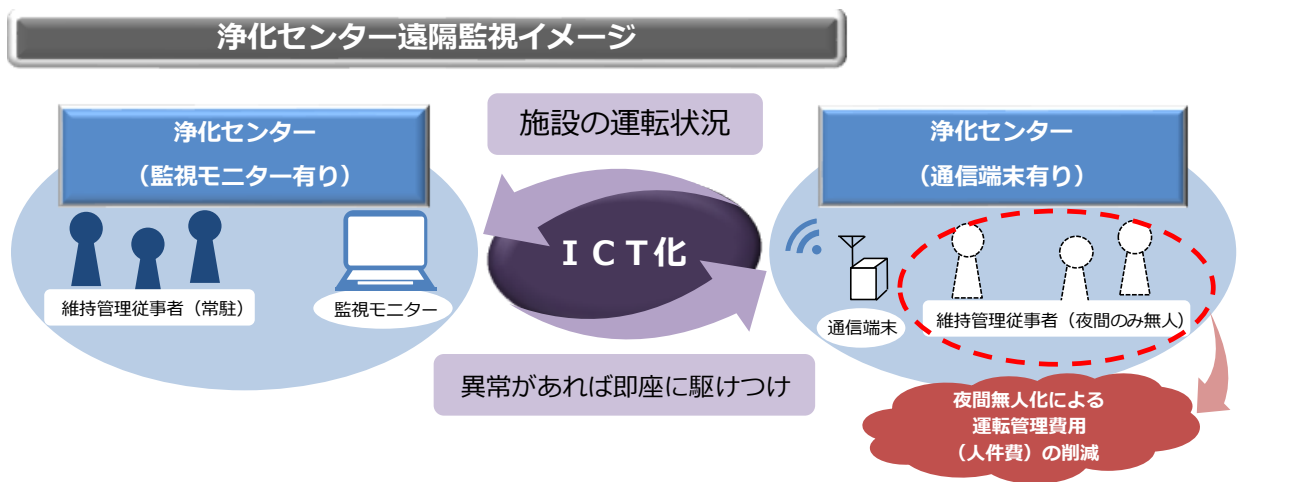 浄化センター遠隔監視イメージ
浄化センター
（監視モニター有り）
維持管理従事者（常駐）
監視モニター
施設の運転状況
ＩＣＴ化
異常があれば即座に駆けつけ
浄化センター
（通信端末有り）
通信端末
維持管理従事者（夜間のみ無人）
夜間無人化による
運転管理費用
（人件費）の削減